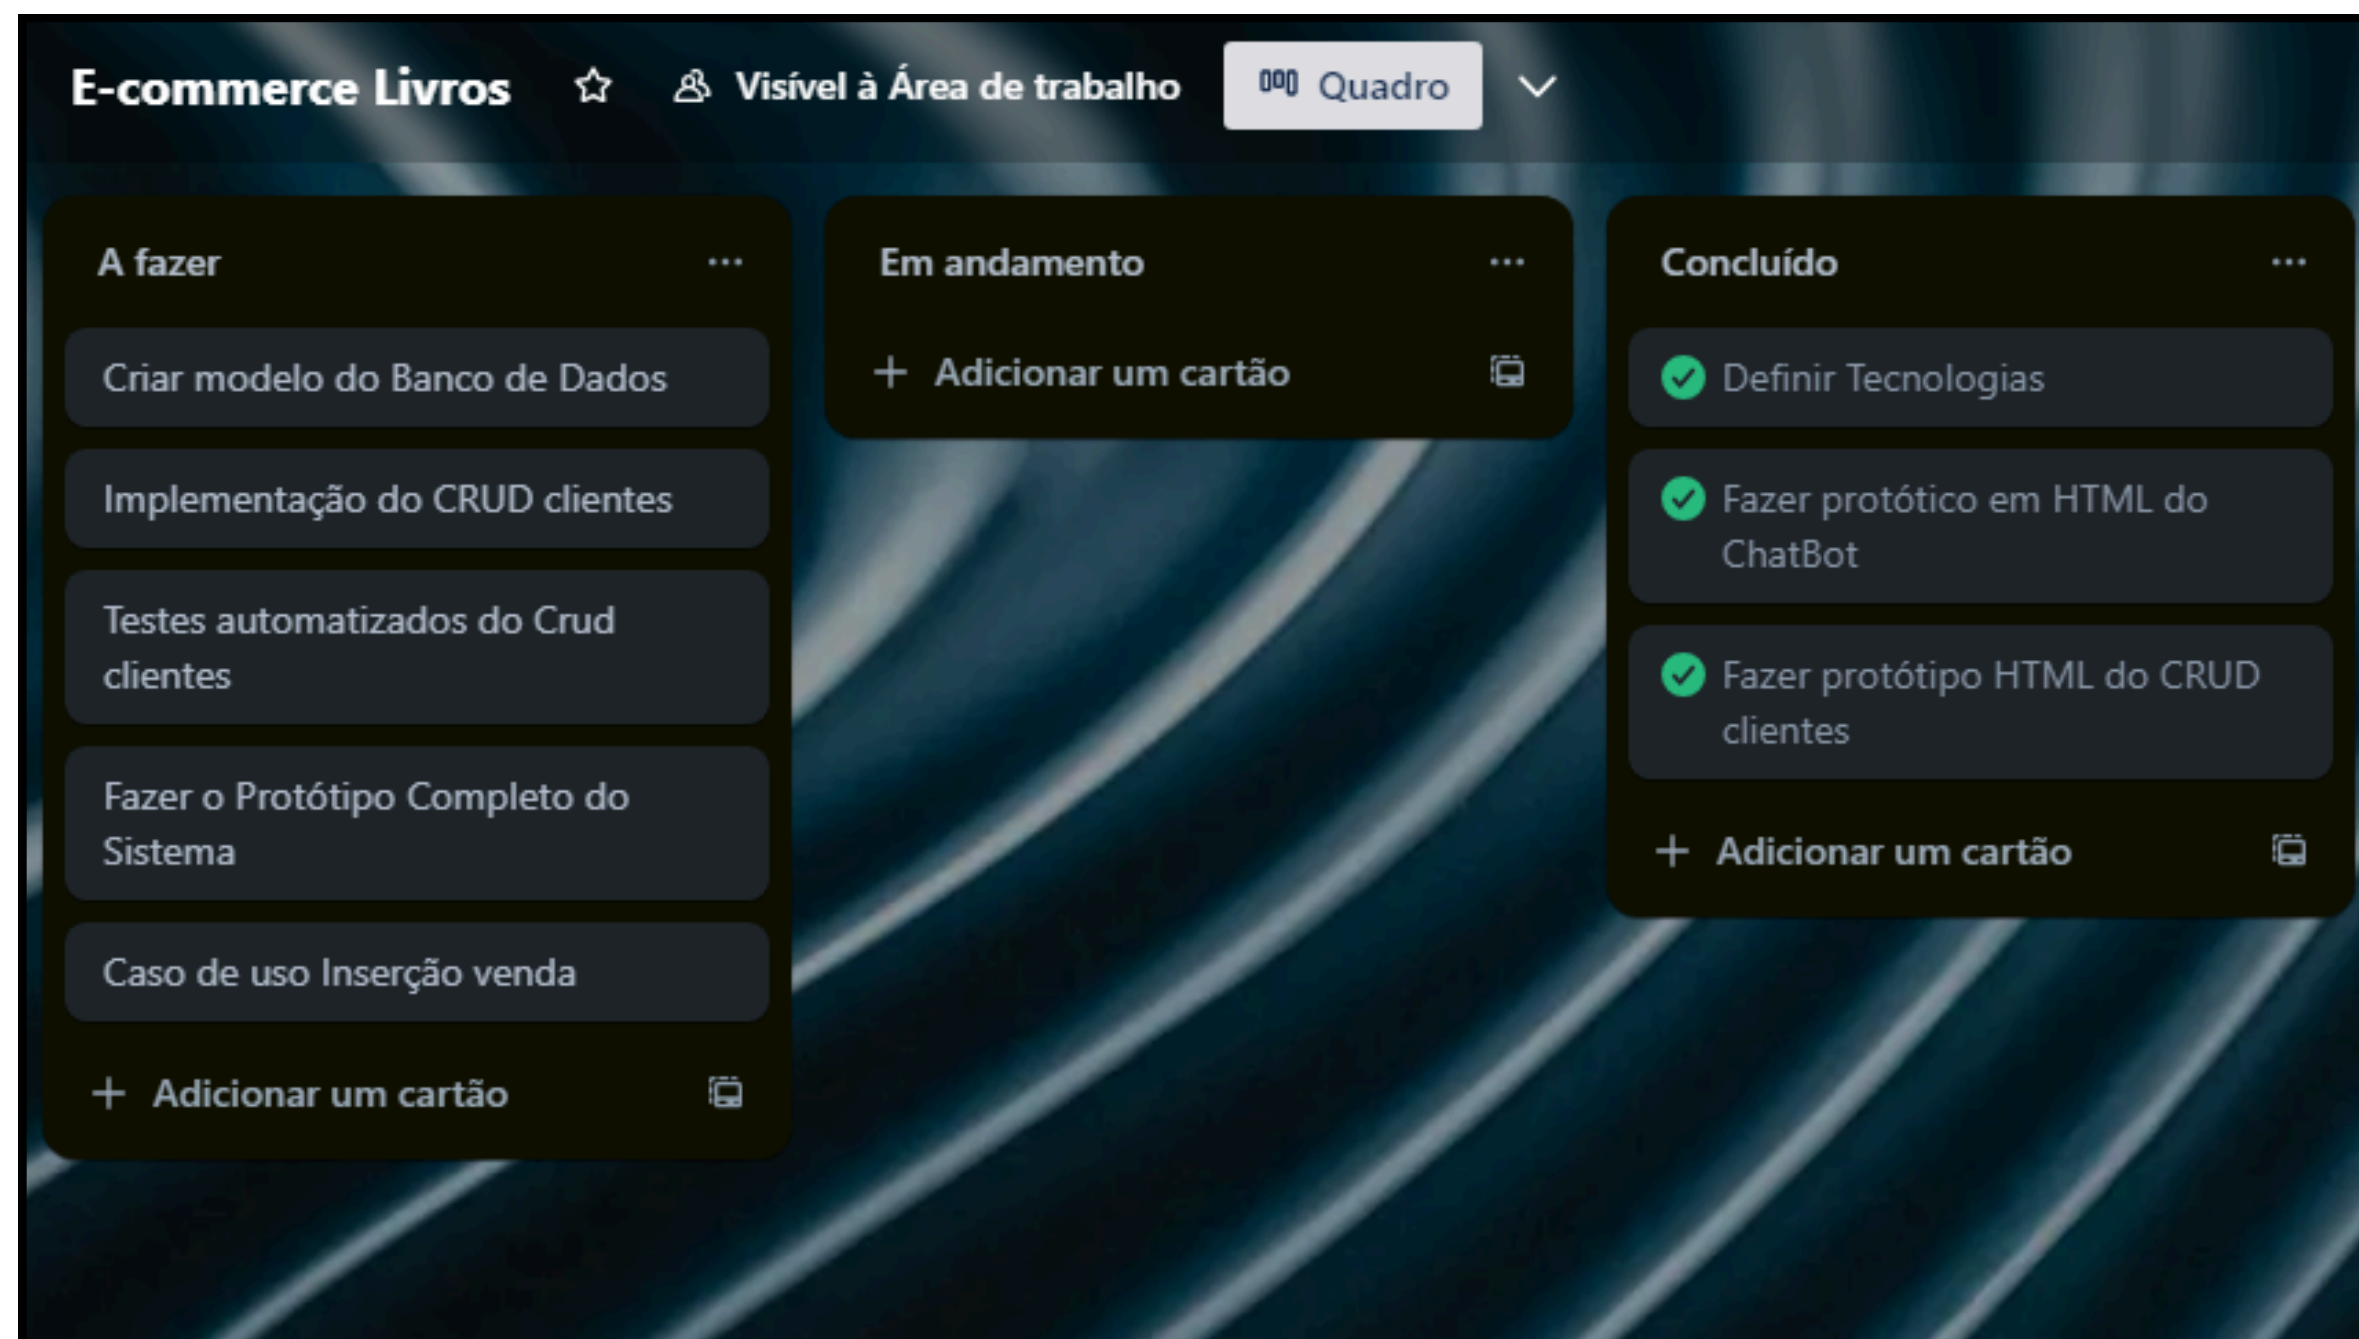 E-commerce Livros Visível à Área de trabalho Quadro
A fazer
Criar modelo do Banco de Dados
Implementação do CRUD clientes
Testes automatizados do Crud
clientes
Fazer o Protótipo Completo do
Sistema
Caso de uso Inserção venda
+ Adicionar um cartão
Em andamento
+ Adicionar um cartão
Concluído
Definir Tecnologias
Fazer protótico em HTML do
ChatBot
Fazer protótipo HTML do CRUD
clientes
+ Adicionar um cartão